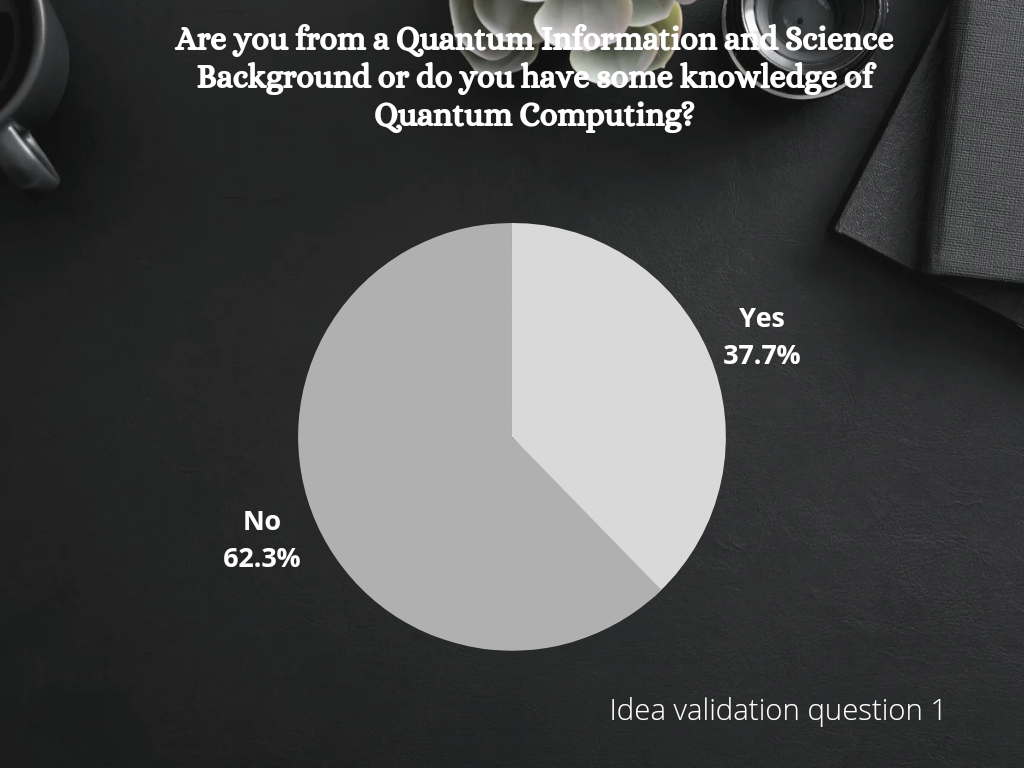 Are you from a Quantum Information and Science
Background or do you have some knowledge of
Quantum Computing?
Yes
37.7%
No
62.3%
Idea validation question 1